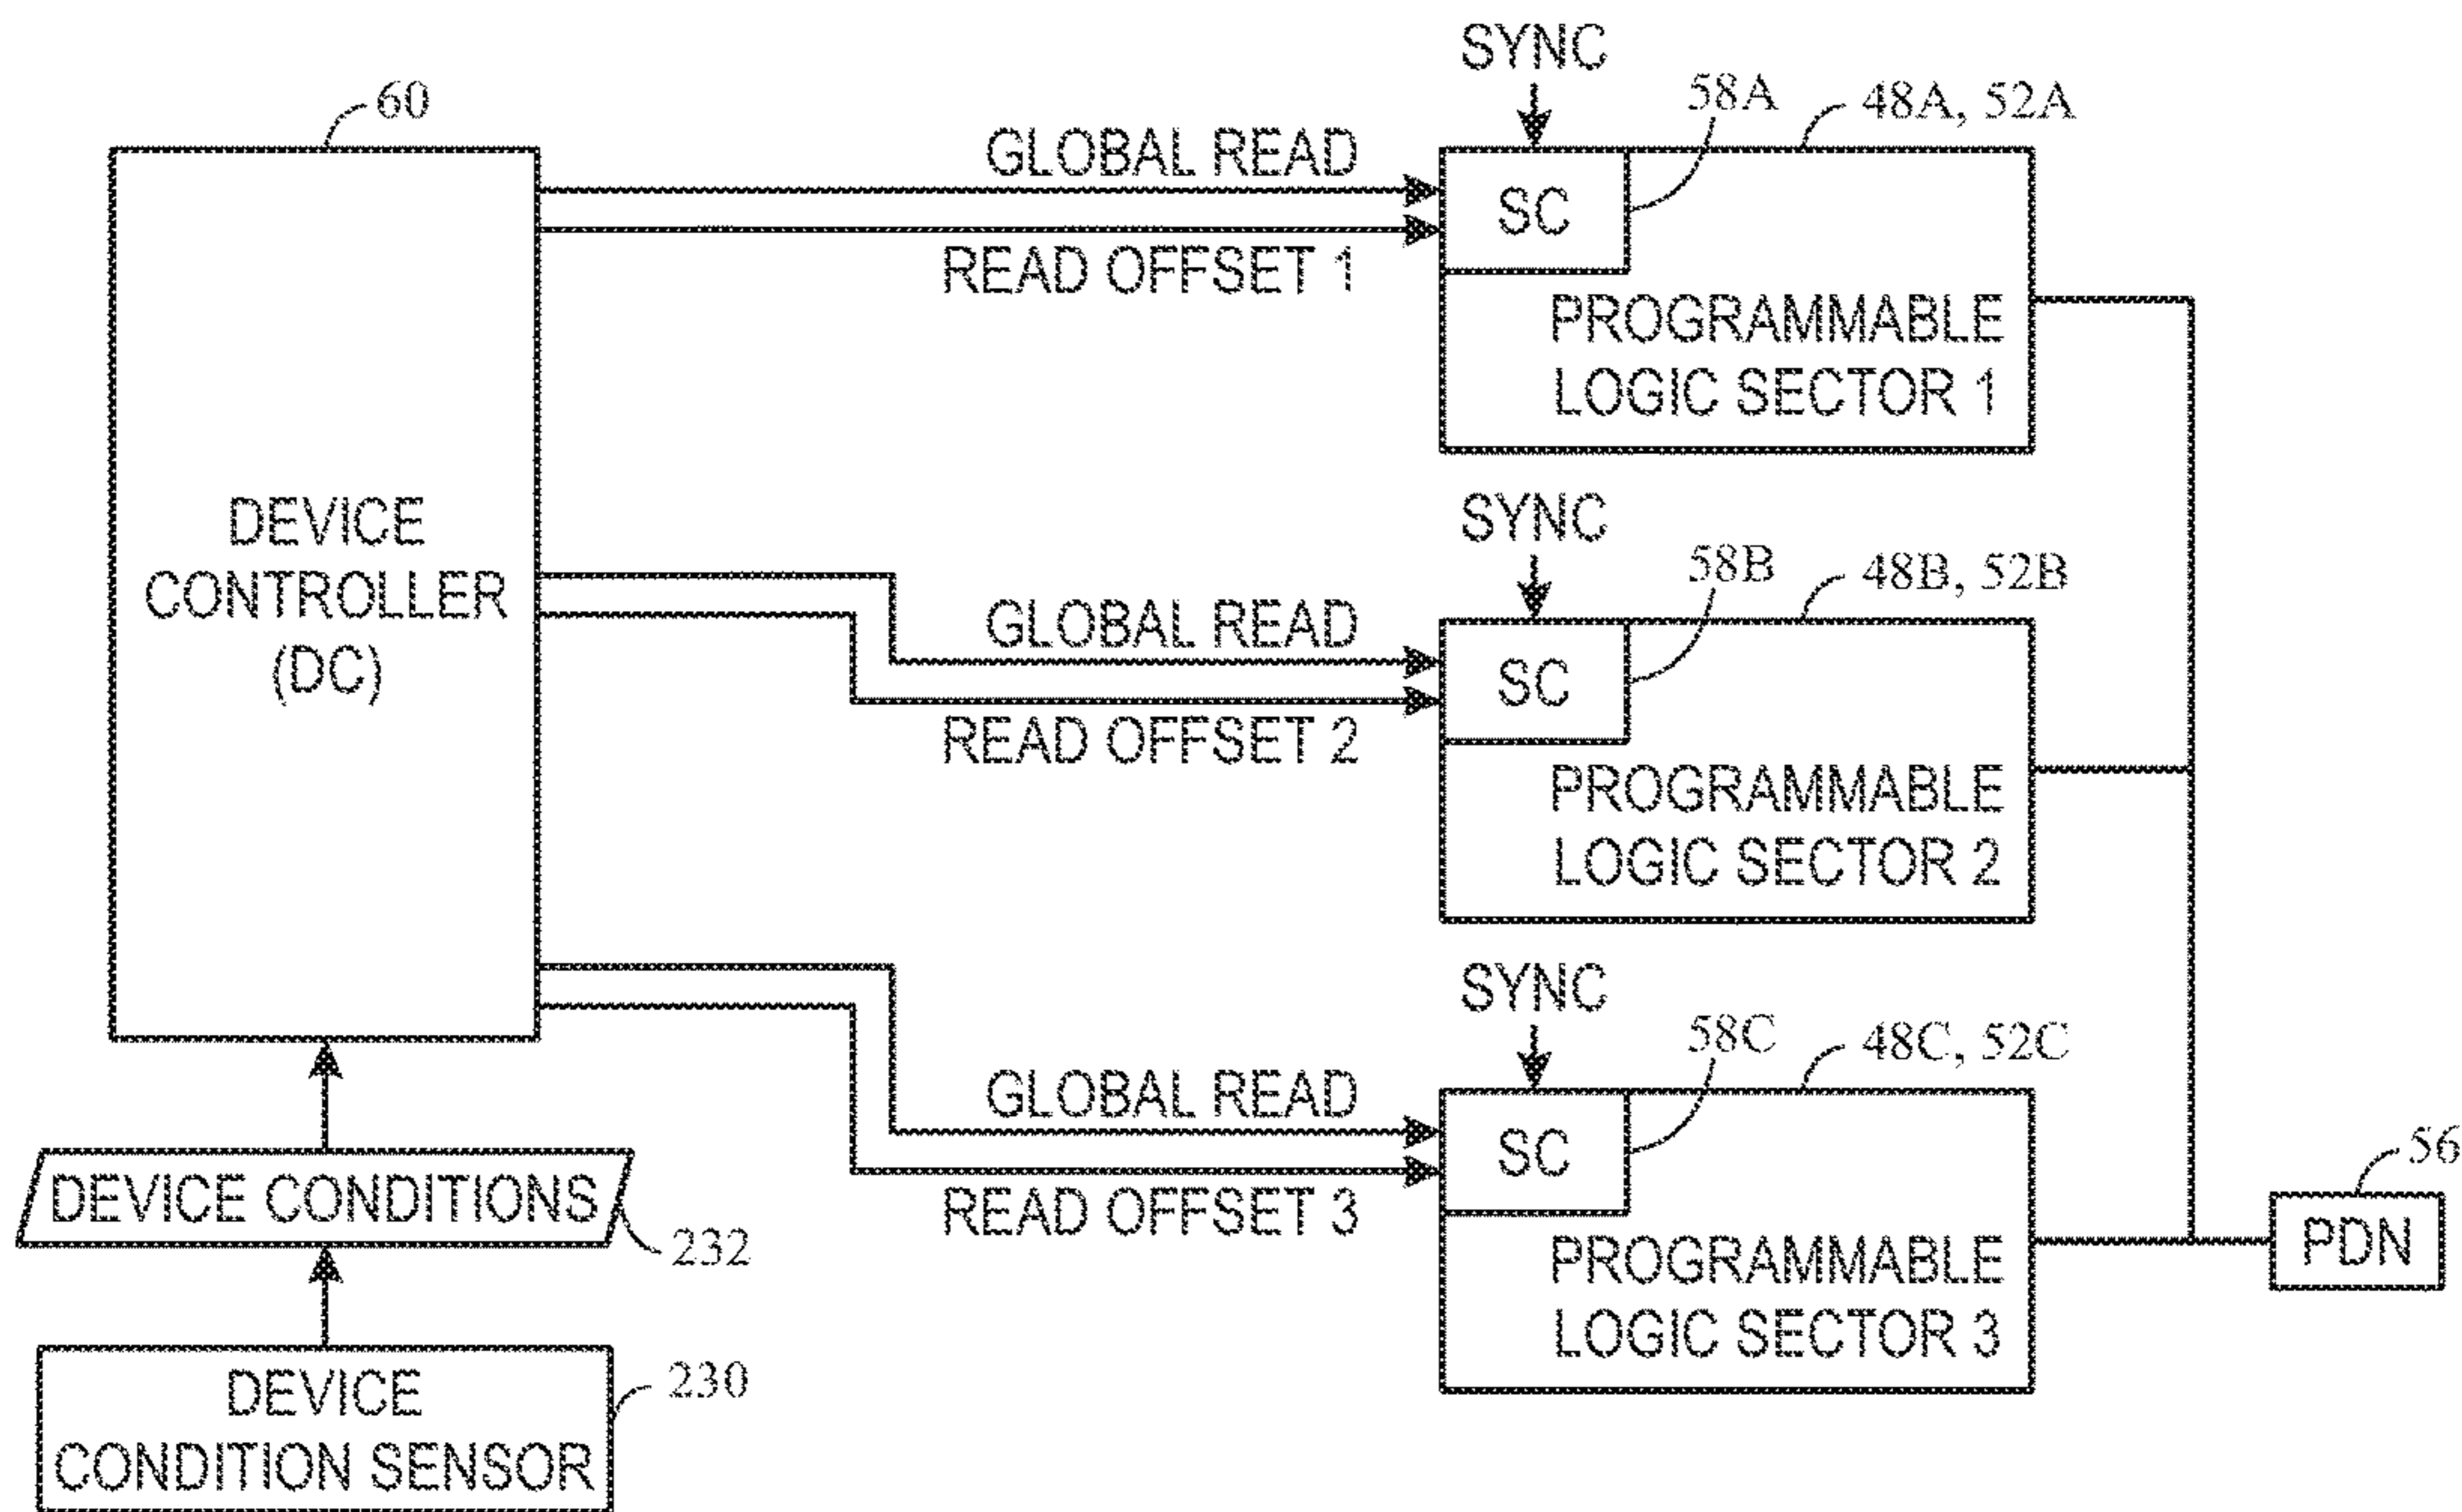 SYNC
60
58A
48A, 52A
GLOBAL READ
SC
READ OFFSET 1
PROGRAMMABLE
LOGIC SECTOR 1
DEVICE
CONTROLLER
(DC)
SYNC
58B
48B, 52B
GLOBAL READ
SC
READ OFFSET 2
PROGRAMMABLE
LOGIC SECTOR 2
SYNC
58C
48C, 52C
GLOBAL READ
SC
READ OFFSET 3
PROGRAMMABLE
LOGIC SECTOR 3
56
PDN
DEVICE CONDITIONS
232
DEVICE
CONDITION SENSOR
230